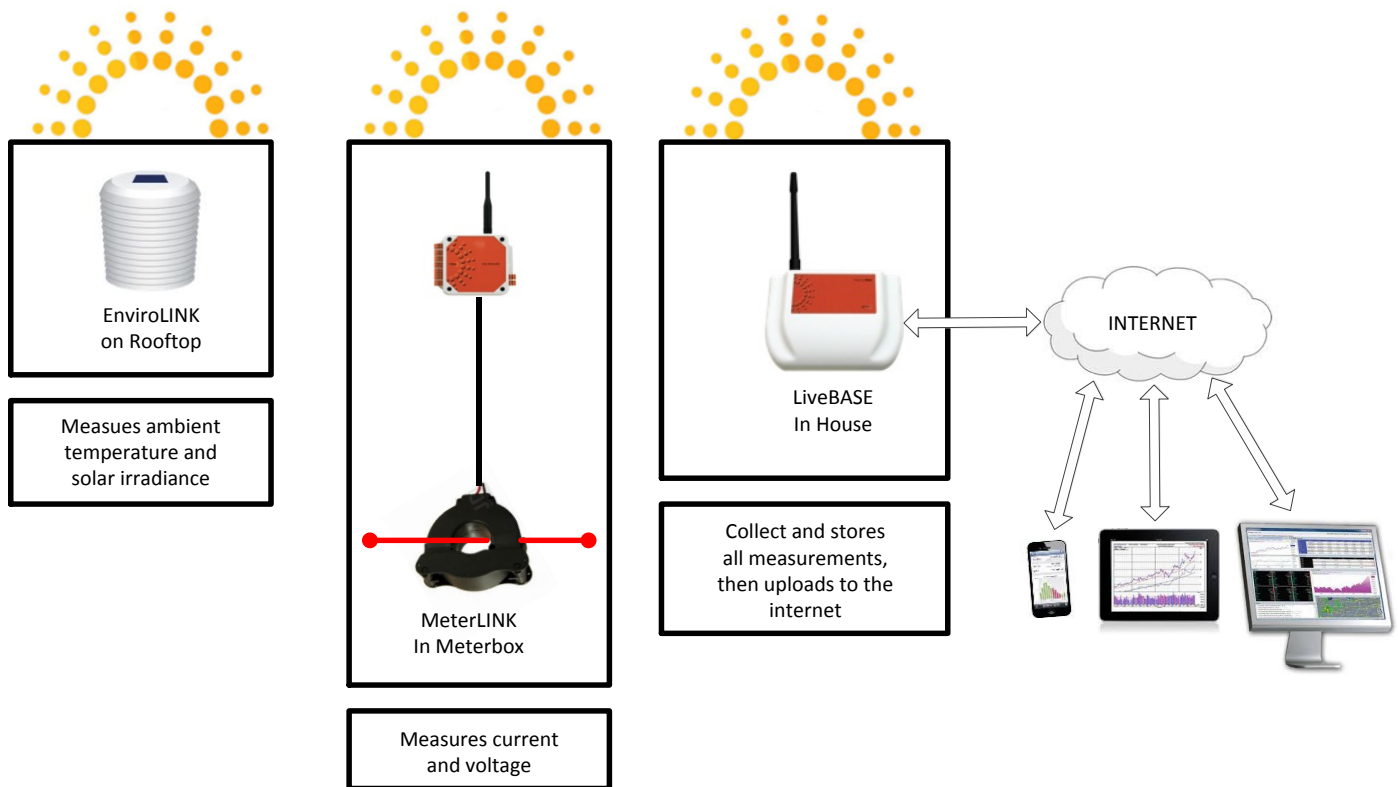 EnviroLINK
on Rooftop
Measues ambient
temperature and
solar irradiance
MeterLINK
In Meterbox
Measures current
and voltage
LiveBASE
In House
Collect and stores
all measurements,
then uploads to the
internet
INTERNET